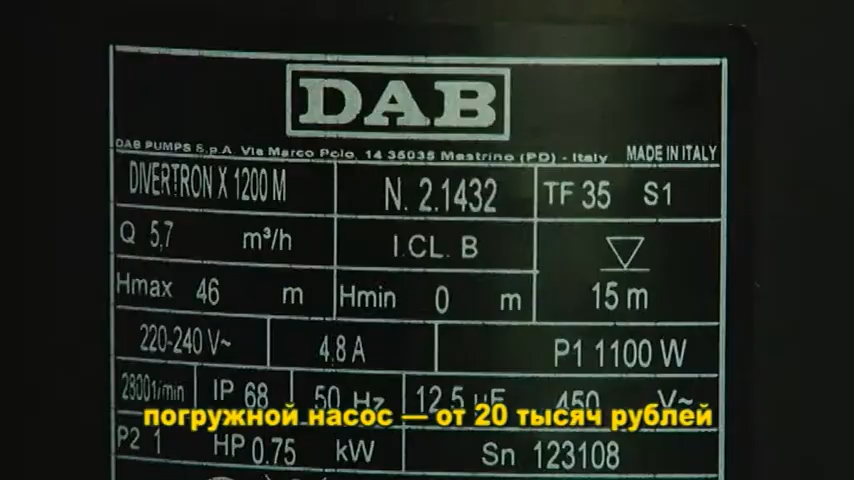 DAB
DAB PUMPS S.p.A. Via Marco Polo, 14 35035 Mestrino (PD) - Italy MADE IN ITALY
DIVERTRON X 1200 M N. 2.1432 TF 35 S1
Q 5,7 m³/h I.CL. B
Hmax 46 m Hmin 0 m 15 m
220-240 V~ 4.8 A P1 1100 W
2800 1/min IP 68 50 Hz 12.5 µF 450 V~
погружной насос — от 20 тысяч рублей
P2 1 HP 0.75 kW Sn 123108